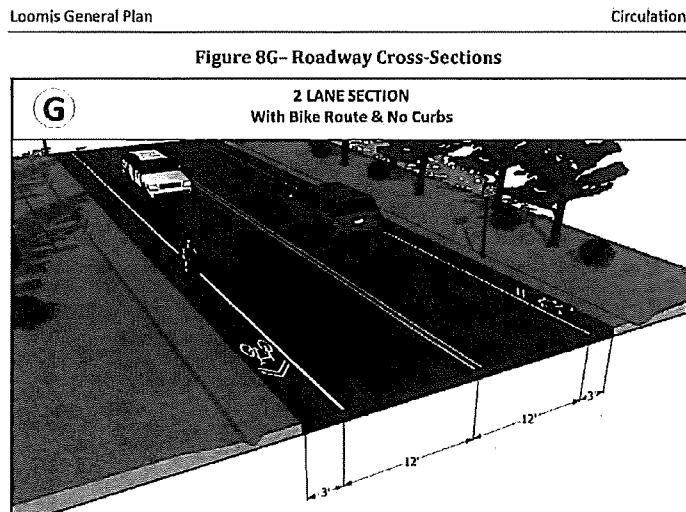 Loomis General Plan
Circulation
Figure 8G– Roadway Cross-Sections
G
2 LANE SECTION
With Bike Route & No Curbs
3'
12'
12'
3'